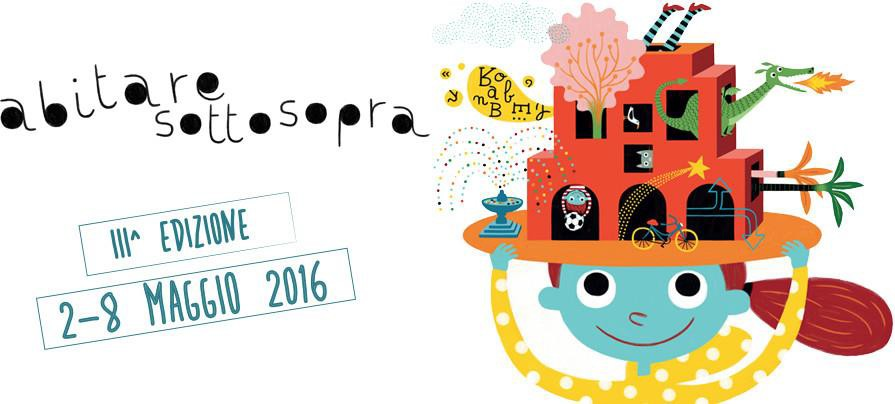 abitare
sottosopra
III^ EDIZIONE
2-8 MAGGIO 2016